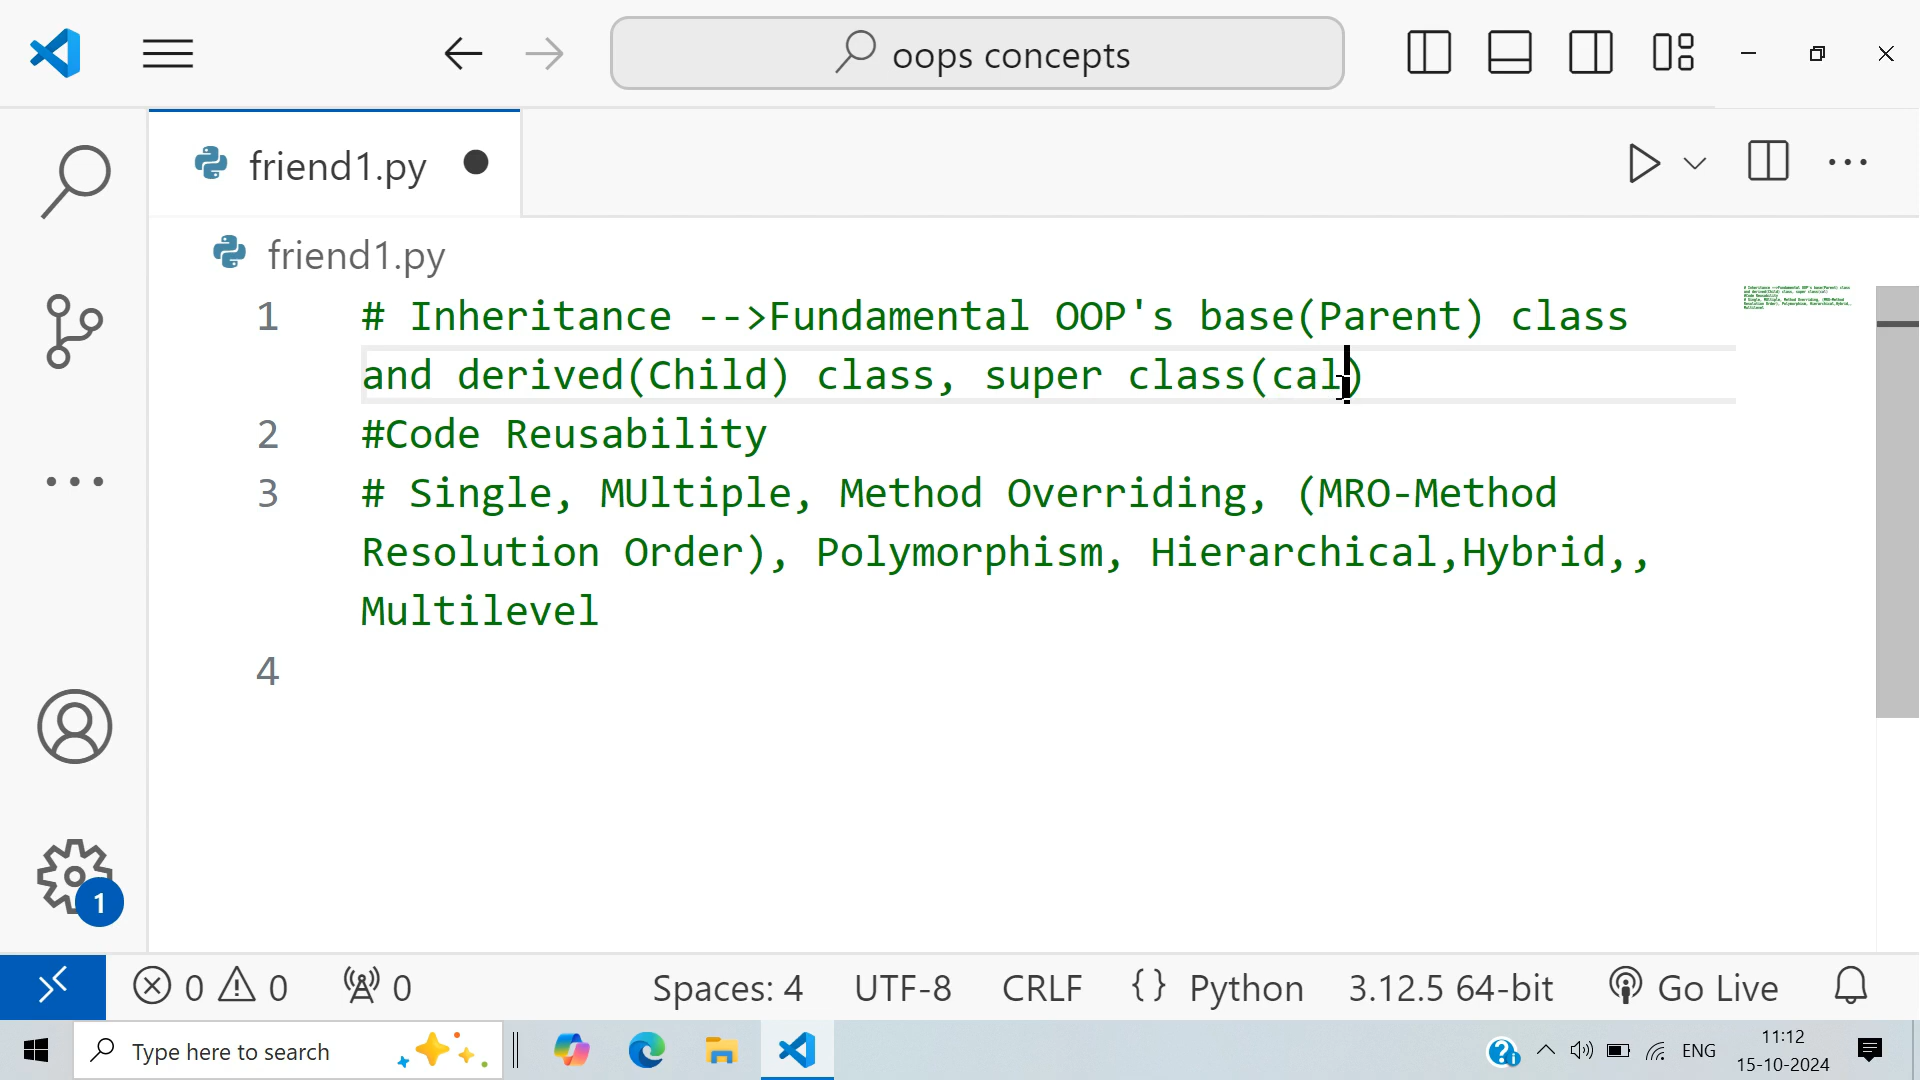 oops concepts
friend1.py
friend1.py
1 # Inheritance -->Fundamental OOP's base(Parent) class
and derived(Child) class, super class(cal)
2 #Code Reusability
3 # Single, MUltiple, Method Overriding, (MRO-Method
Resolution Order), Polymorphism, Hierarchical,Hybrid,,
Multilevel
4
1
0 0 0 Spaces: 4 UTF-8 CRLF {} Python 3.12.5 64-bit Go Live
Type here to search ENG 11:12
15-10-2024